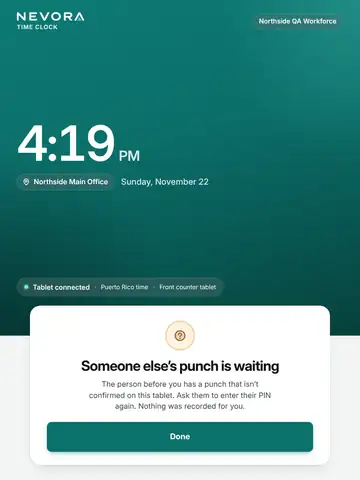 NEVORA
TIME CLOCK
Northside QA Workforce
4:19 PM
Northside Main Office
Sunday, November 22
Tablet connected · Puerto Rico time · Front counter tablet
Someone else’s punch is waiting
The person before you has a punch that isn’t
confirmed on this tablet. Ask them to enter their PIN
again. Nothing was recorded for you.
Done